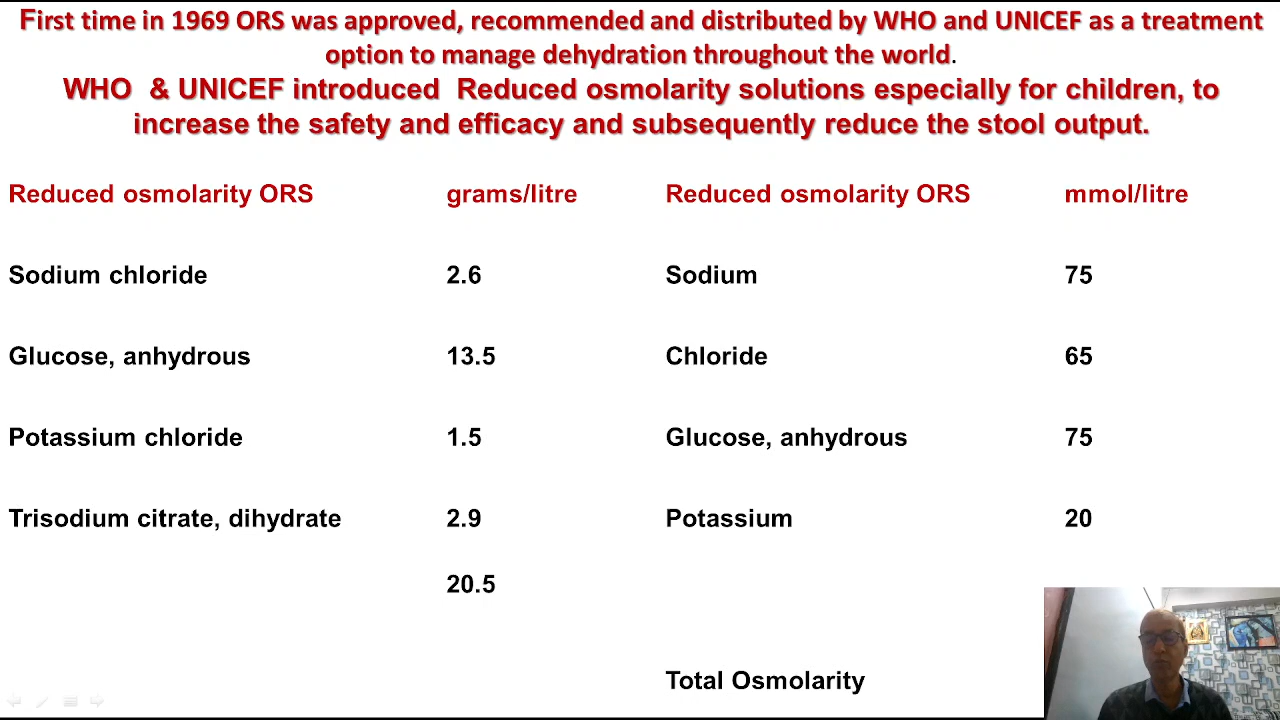 First time in 1969 ORS was approved, recommended and distributed by WHO and UNICEF as a treatment
option to manage dehydration throughout the world.
WHO & UNICEF introduced Reduced osmolarity solutions especially for children, to
increase the safety and efficacy and subsequently reduce the stool output.
Reduced osmolarity ORS grams/litre Reduced osmolarity ORS mmol/litre
Sodium chloride 2.6 Sodium 75
Glucose, anhydrous 13.5 Chloride 65
Potassium chloride 1.5 Glucose, anhydrous 75
Trisodium citrate, dihydrate 2.9 Potassium 20
20.5
Total Osmolarity